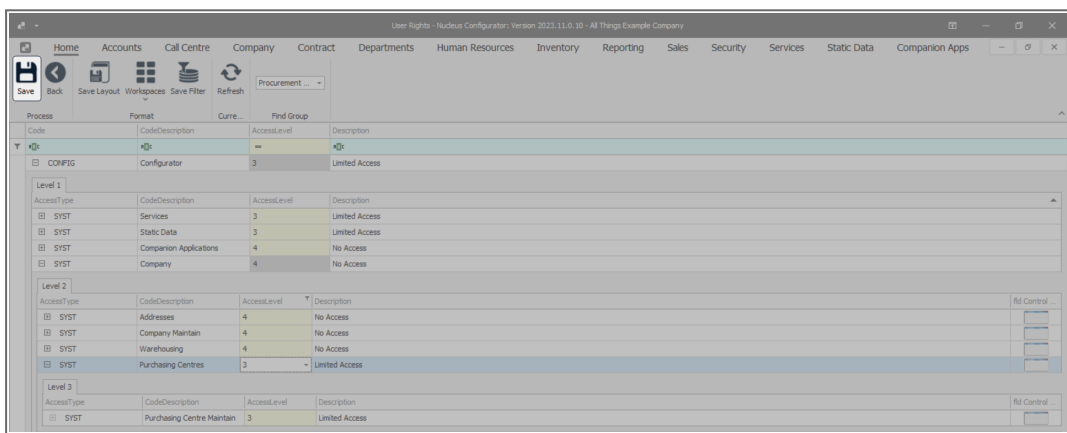 User Rights - Nucleus Configurator: Version 2023.11.0.10 - All Things Example Company
Home Accounts Call Centre Company Contract Departments Human Resources Inventory Reporting Sales Security Services Static Data Companion Apps
Save Back Save Layout Workspaces Save Filter Refresh Procurement ...
Process Format Curre... Find Group
Code CodeDescription AccessLevel Description
CONFIG Configurator 3 Limited Access
Level 1
AccessType CodeDescription AccessLevel Description
SYST Services 3 Limited Access
SYST Static Data 3 Limited Access
SYST Companion Applications 4 No Access
SYST Company 4 No Access
Level 2
AccessType CodeDescription AccessLevel Description fld Control ...
SYST Addresses 4 No Access
SYST Company Maintain 4 No Access
SYST Warehousing 4 No Access
SYST Purchasing Centres 3 Limited Access
Level 3
AccessType CodeDescription AccessLevel Description fld Control ...
SYST Purchasing Centre Maintain 3 Limited Access